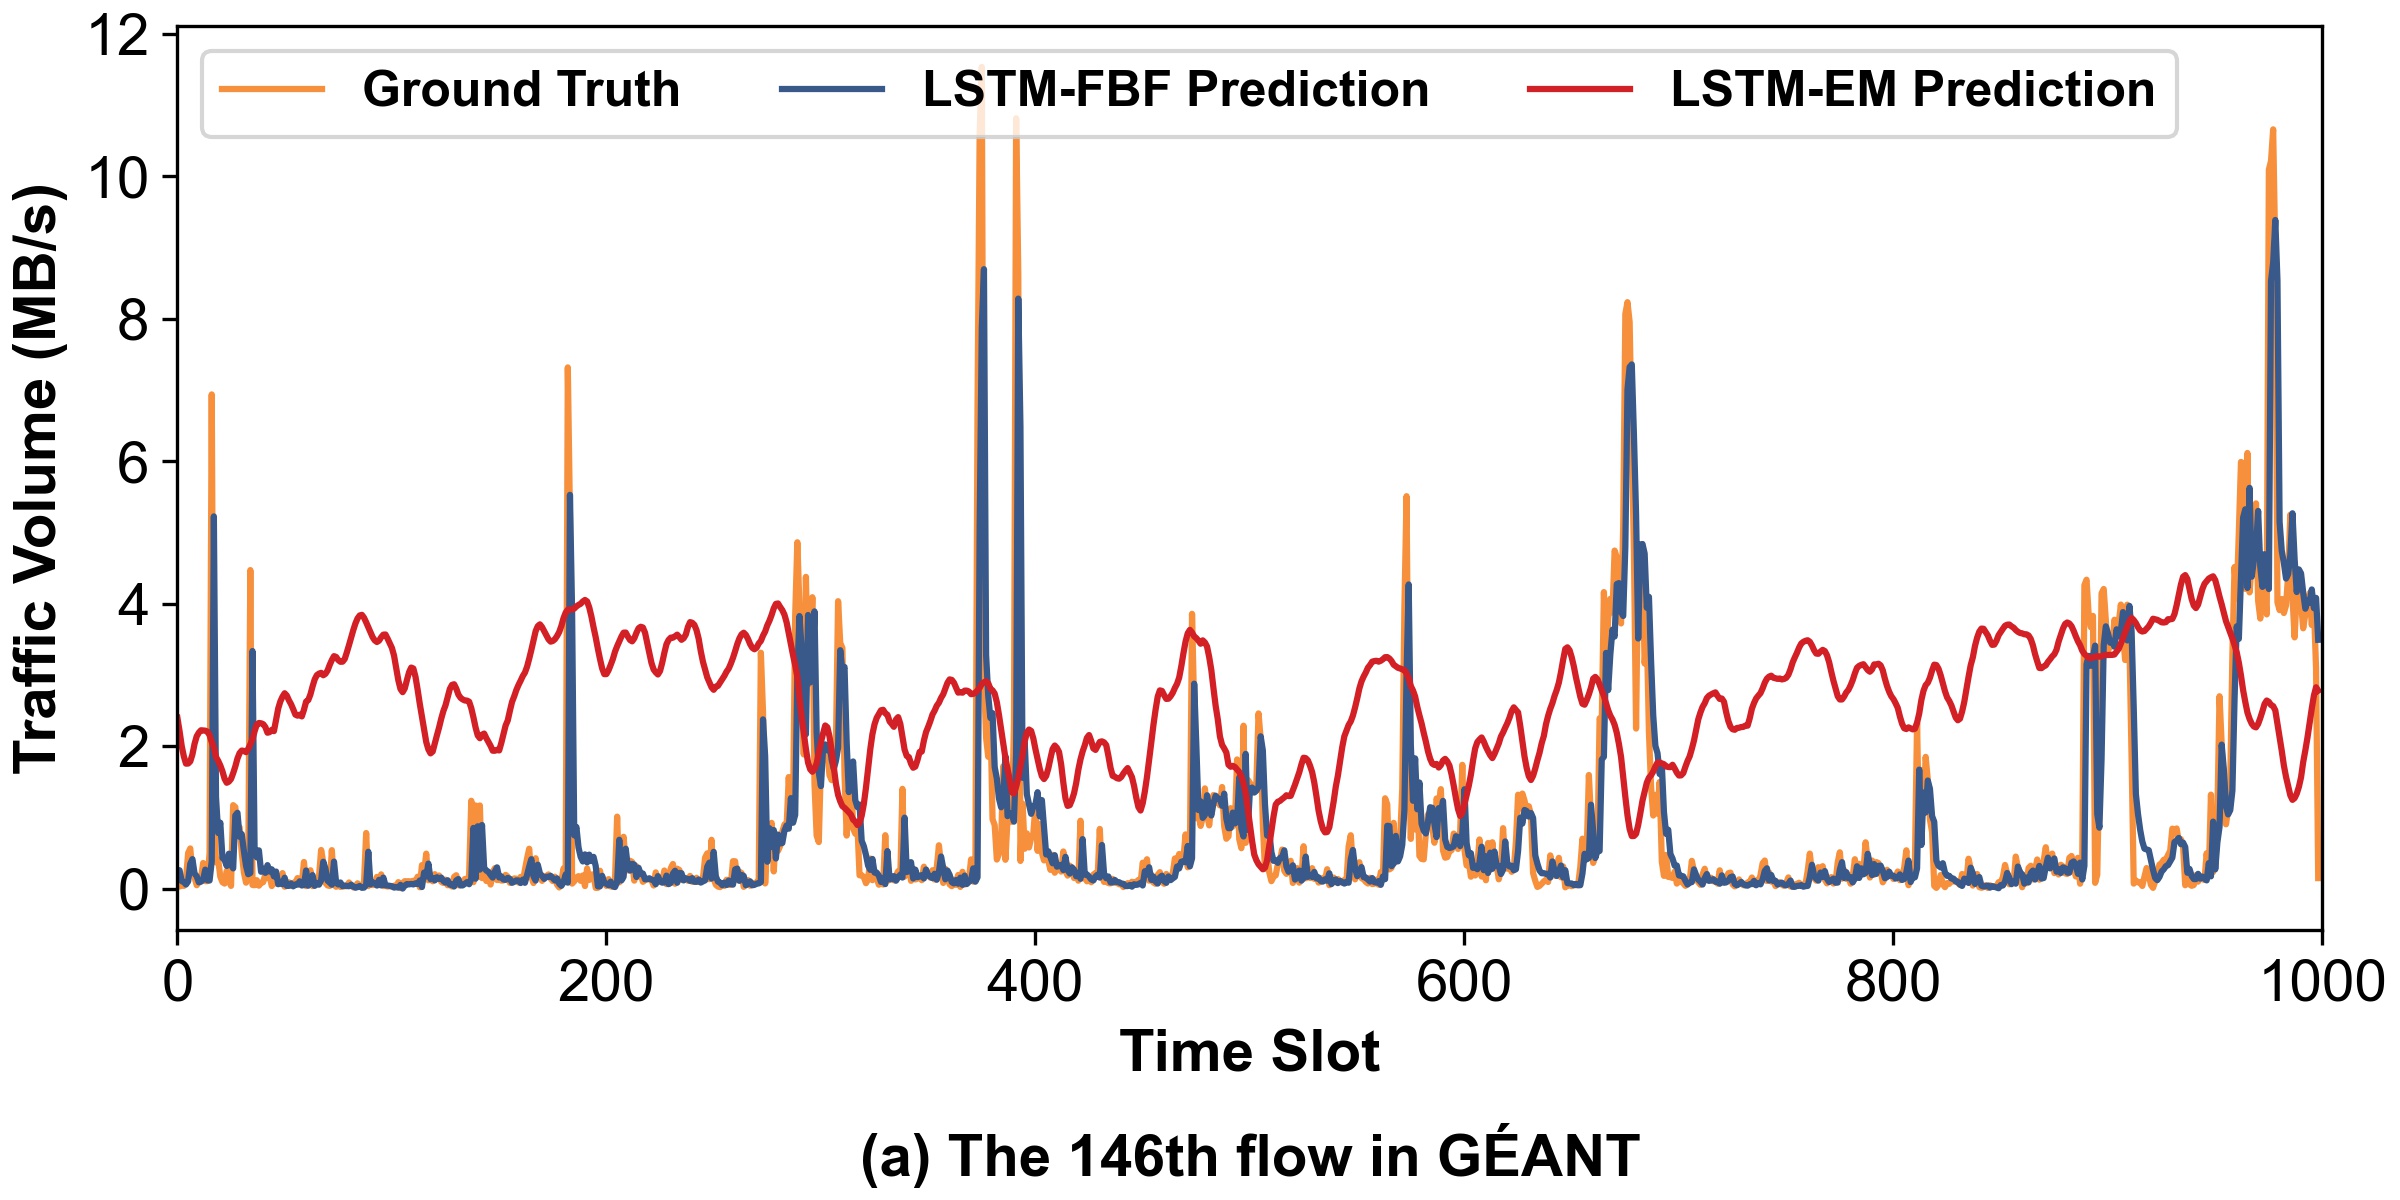 12
10
8
6
4
2
0
Traffic Volume (MB/s)
Ground Truth
LSTM-FBF Prediction
LSTM-EM Prediction
0 200 400 600 800 1000
Time Slot
(a) The 146th flow in GÉANT